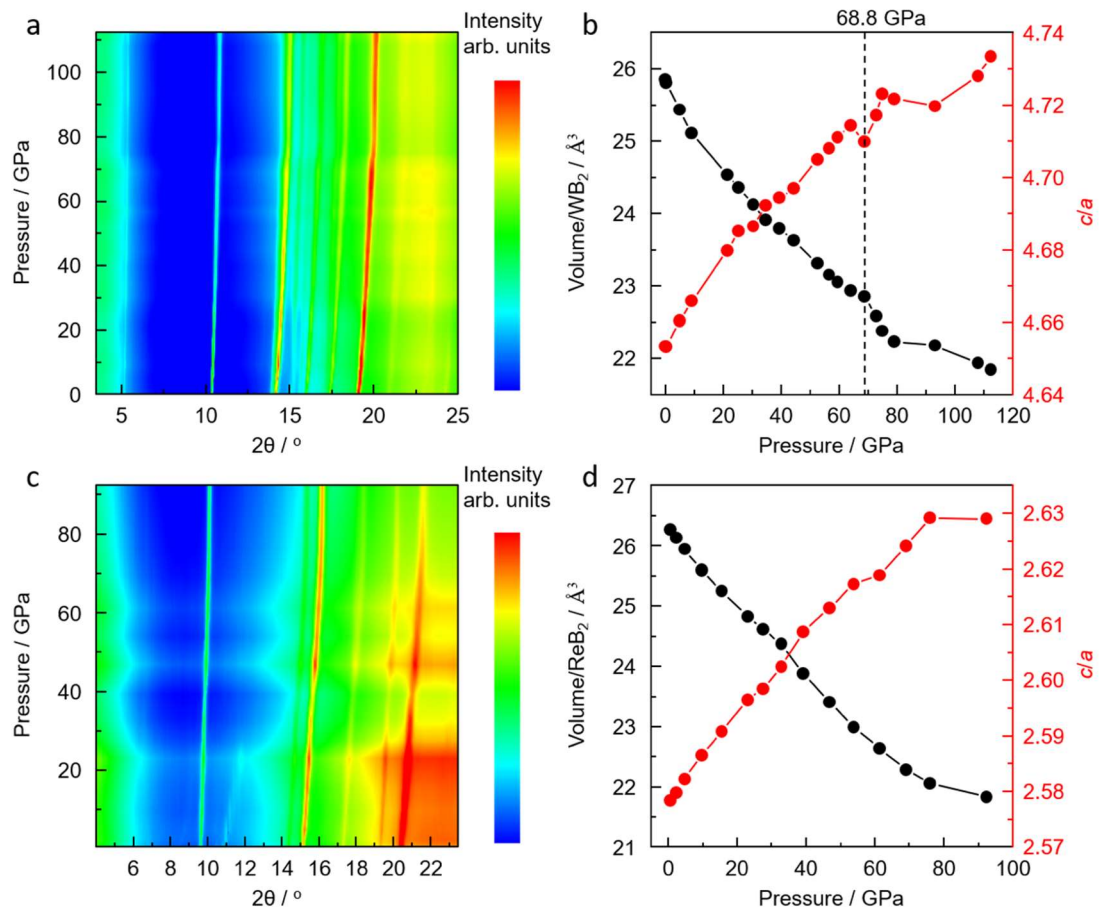 a
Intensity
arb. units
Pressure / GPa
100
80
60
40
20
0
5
10
15
20
25
2θ / °
b
68.8 GPa
Volume/WB₂ / Å³
26
25
24
23
22
4.74
4.72
4.70
4.68
4.66
4.64
c/a
0 20 40 60 80 100 120
Pressure / GPa
c
Intensity
arb. units
Pressure / GPa
80
60
40
20
6 8 10 12 14 16 18 20 22
2θ / °
d
Volume/ReB₂ / Å³
27
26
25
24
23
22
21
2.63
2.62
2.61
2.60
2.59
2.58
2.57
c/a
0 20 40 60 80 100
Pressure / GPa